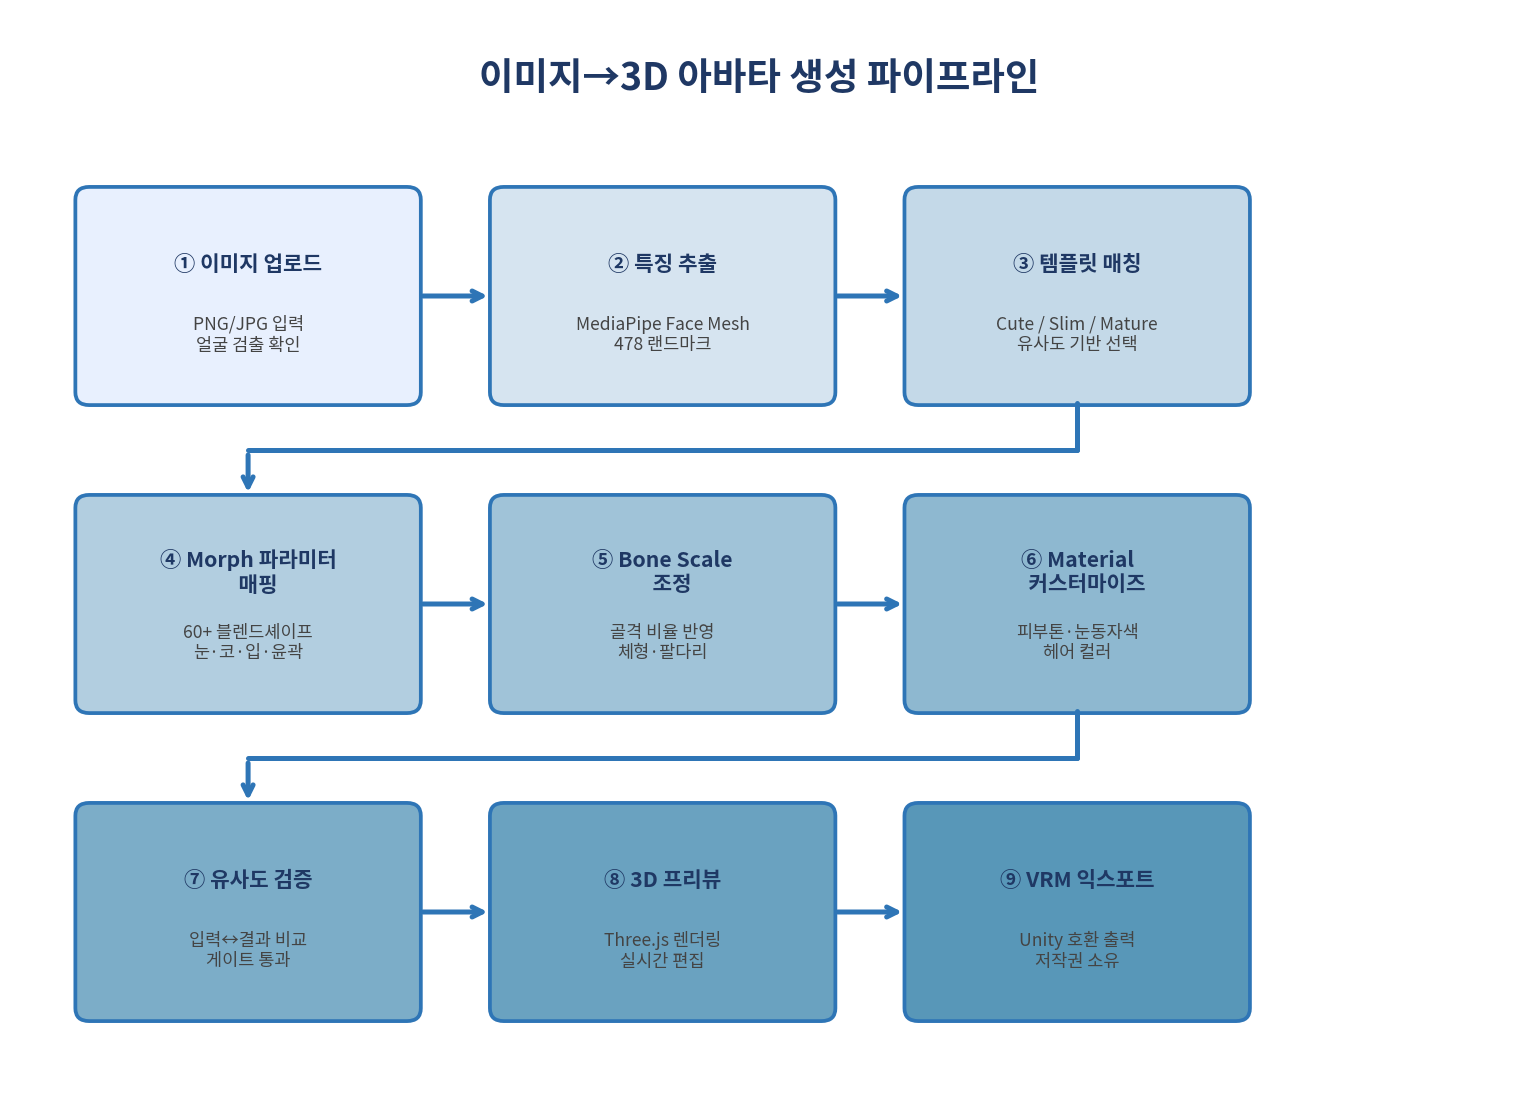 이미지→3D 아바타 생성 파이프라인
① 이미지 업로드
PNG/JPG 입력
얼굴 검출 확인
② 특징 추출
MediaPipe Face Mesh
478 랜드마크
③ 템플릿 매칭
Cute / Slim / Mature
유사도 기반 선택
④ Morph 파라미터
매핑
60+ 블렌드셰이프
눈·코·입·윤곽
⑤ Bone Scale
조정
골격 비율 반영
체형·팔다리
⑥ Material
커스터마이즈
피부톤·눈동자색
헤어 컬러
⑦ 유사도 검증
입력↔결과 비교
게이트 통과
⑧ 3D 프리뷰
Three.js 렌더링
실시간 편집
⑨ VRM 익스포트
Unity 호환 출력
저작권 소유